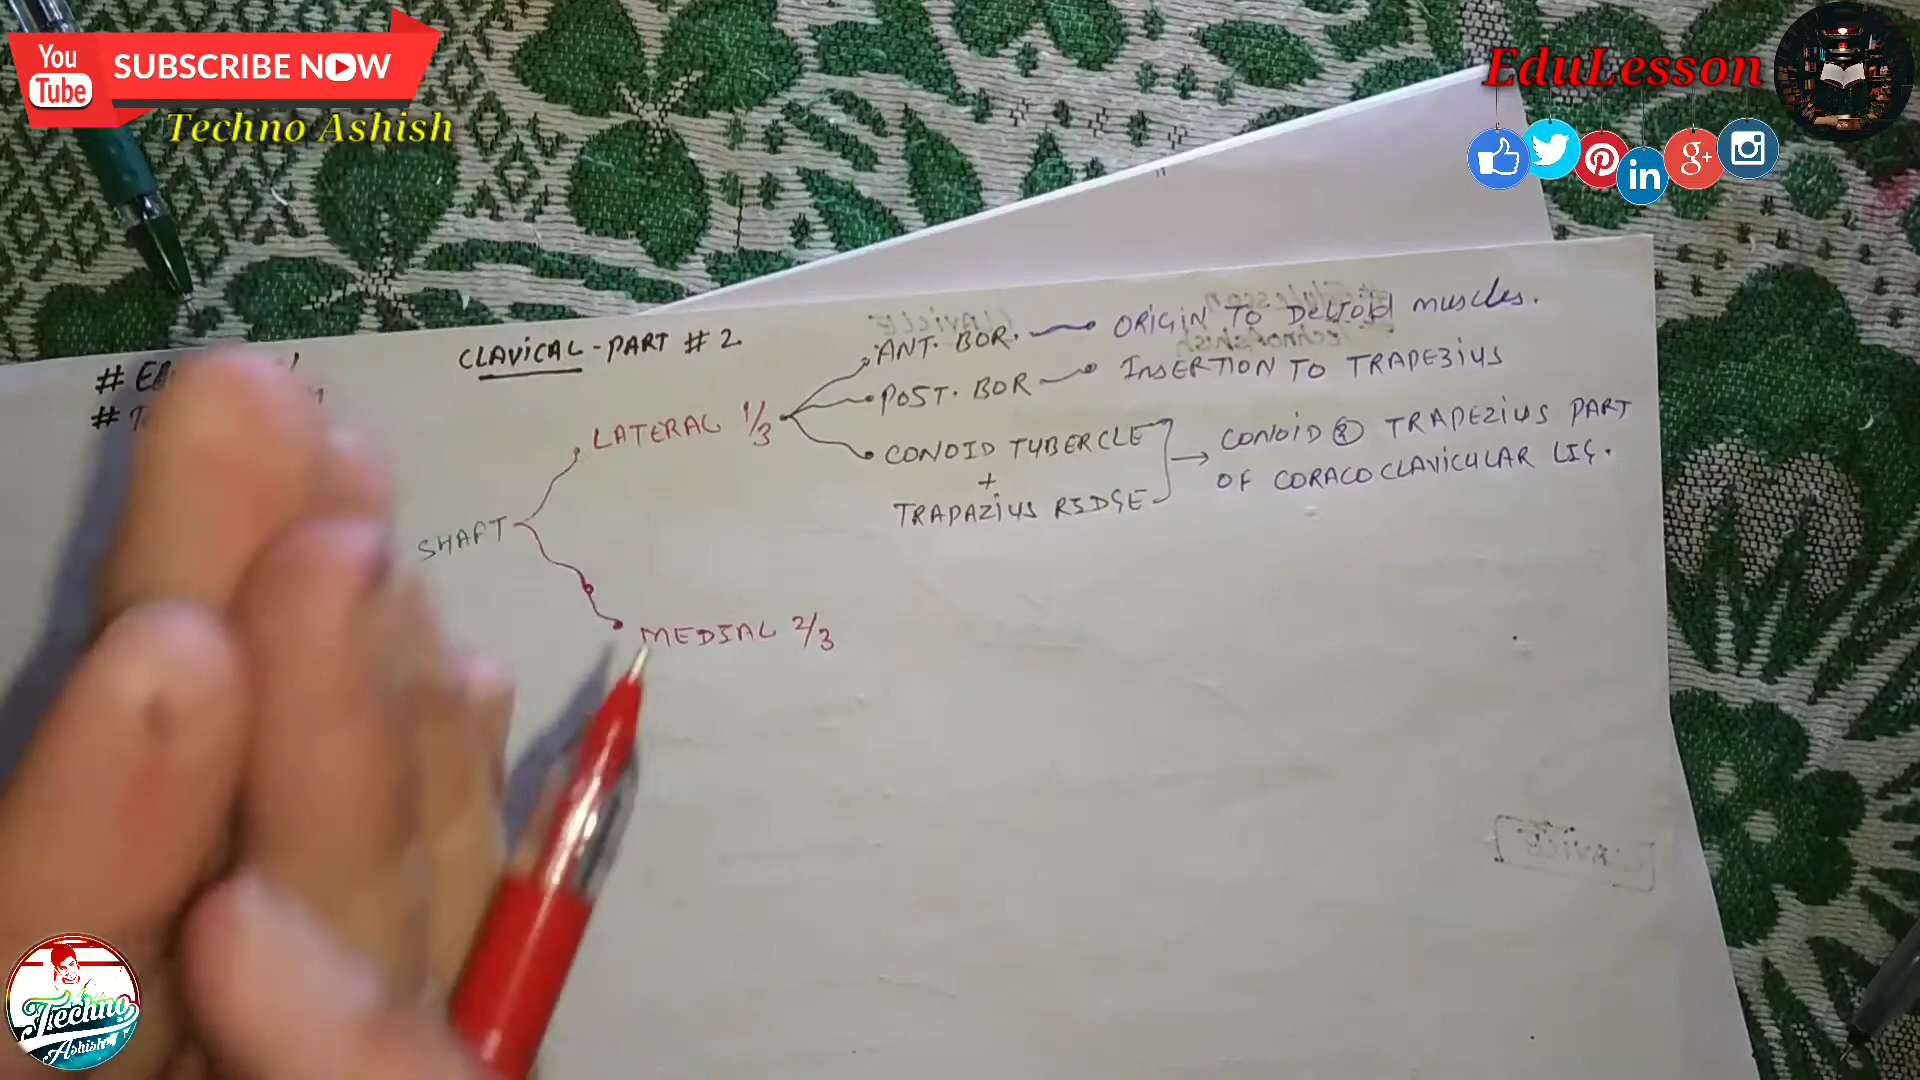 You
Tube
SUBSCRIBE NOW
Techno Ashish
EduLesson
CLAVICAL - PART # 2
ANT. BOR. ORIGIN TO Deltoid muscles.
POST. BOR INSERTION TO TRAPEZIUS
LATERAL 1/3
CONOID TUBERCLE
+
TRAPAZIUS RIDGE
CONOID & TRAPEZIUS PART
OF CORACOCLAVICULAR LIG.
SHAFT
MEDIAL 2/3
Techno
Ashish